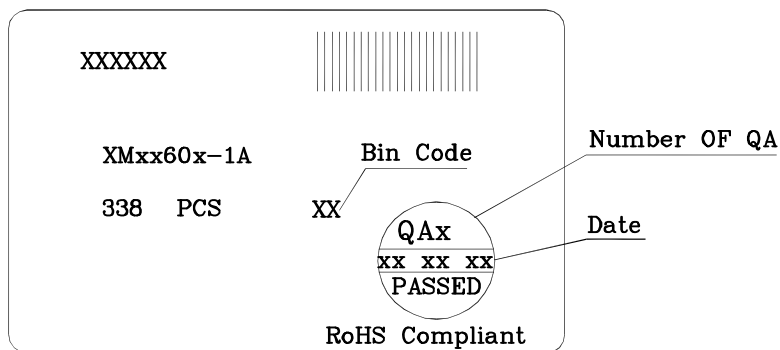 XXXXXX
Number OF QA
XMxx60x-1A
Bin Code
338 PCS
XX
Date
QAx
xx xx xx
PASSED
RoHS Compliant